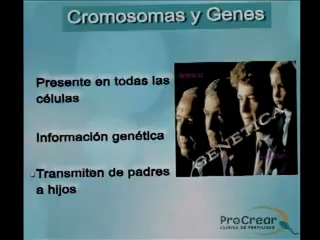 Cromosomas y Genes
Presente en todas las
células
Información genética
Transmiten de padres
a hijos
GENETICA
ProCrear
CLINICA DE FERTILIDAD